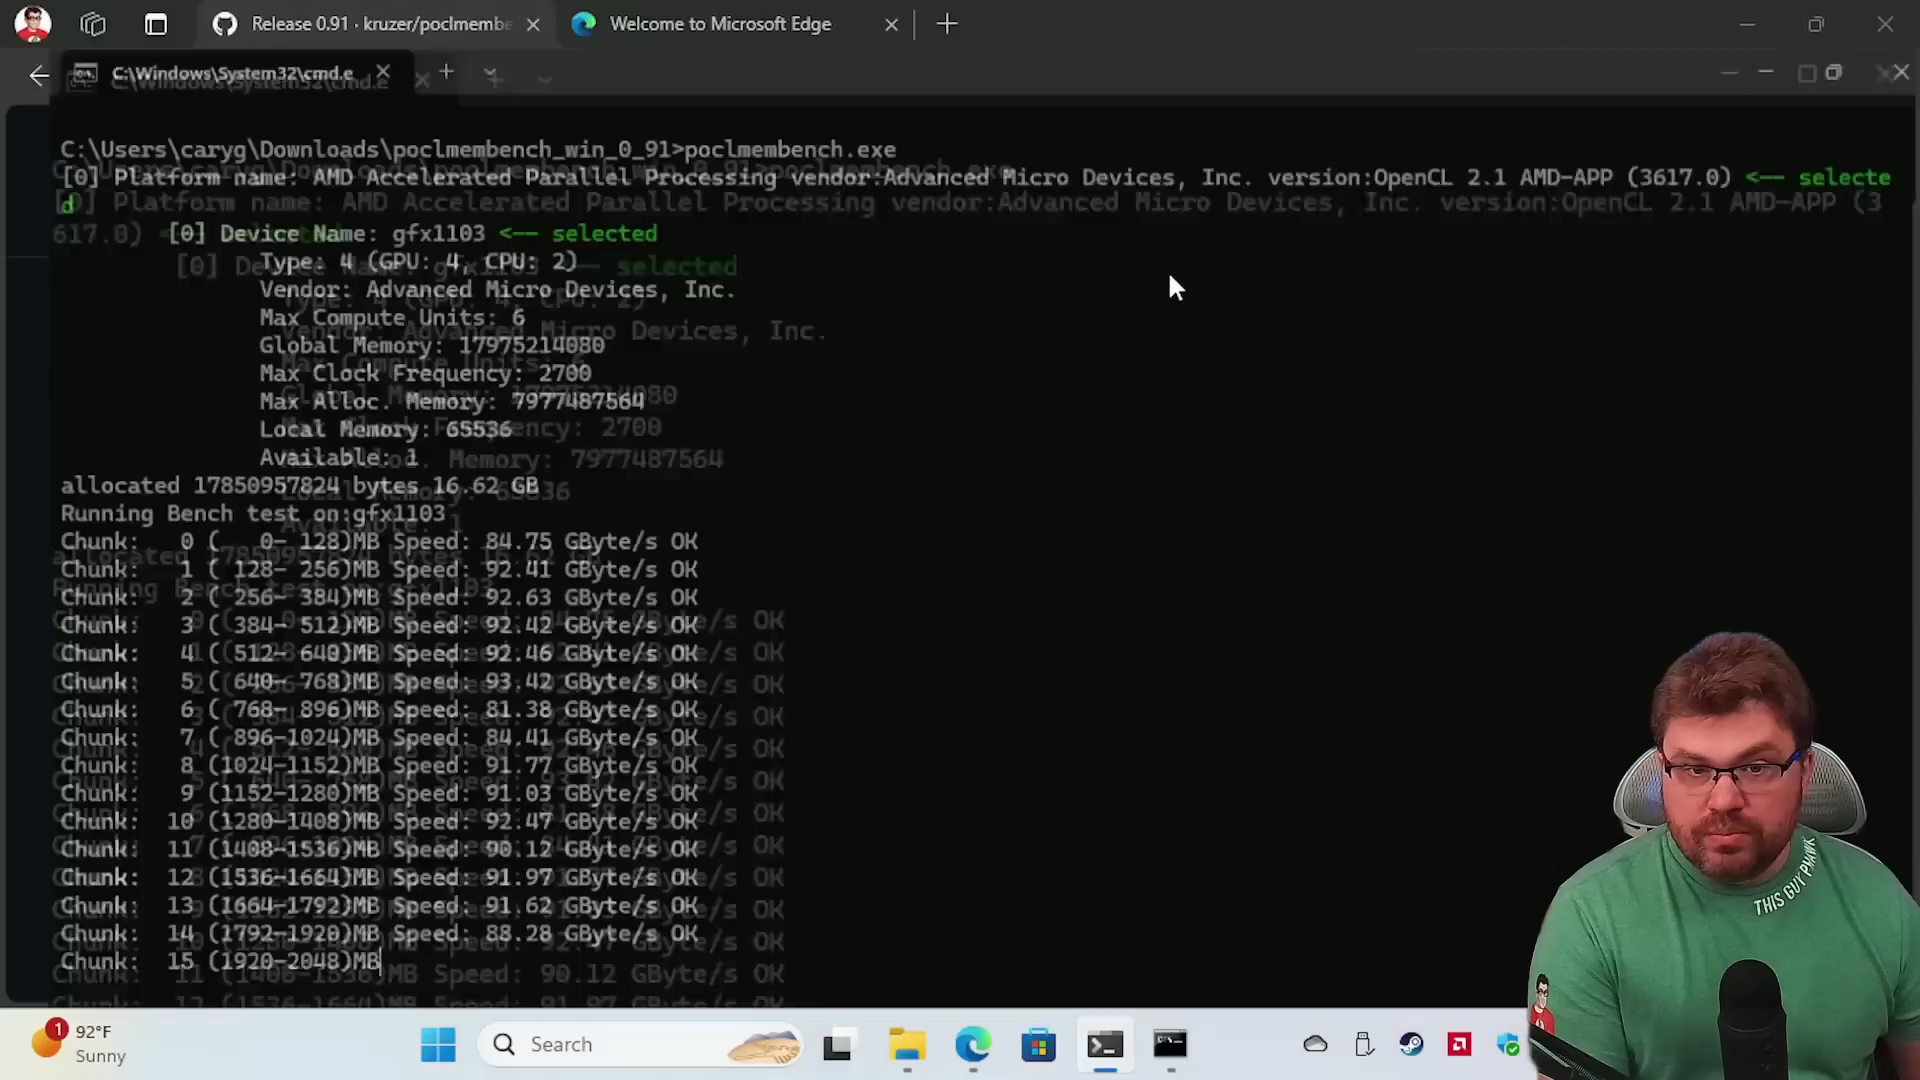 Release 0.91 · kruzer/poclmembe
Welcome to Microsoft Edge
C:\Windows\System32\cmd.e
C:\Users\caryg\Downloads\poclmembench_win_0_91>poclmembench.exe
[0] Platform name: AMD Accelerated Parallel Processing vendor:Advanced Micro Devices, Inc. version:OpenCL 2.1 AMD-APP (3617.0) <-- selecte
d
[0] Device Name: gfx1103 <-- selected
Type: 4 (GPU: 4, CPU: 2)
Vendor: Advanced Micro Devices, Inc.
Max Compute Units: 6
Global Memory: 17975214080
Max Clock Frequency: 2700
Max Alloc. Memory: 7977487564
Local Memory: 65536
Available: 1
allocated 17850957824 bytes 16.62 GB
Running Bench test on:gfx1103
Chunk: 0 ( 0- 128)MB Speed: 84.75 GByte/s OK
Chunk: 1 ( 128- 256)MB Speed: 92.41 GByte/s OK
Chunk: 2 ( 256- 384)MB Speed: 92.63 GByte/s OK
Chunk: 3 ( 384- 512)MB Speed: 92.42 GByte/s OK
Chunk: 4 ( 512- 640)MB Speed: 92.46 GByte/s OK
Chunk: 5 ( 640- 768)MB Speed: 93.42 GByte/s OK
Chunk: 6 ( 768- 896)MB Speed: 81.38 GByte/s OK
Chunk: 7 ( 896-1024)MB Speed: 84.41 GByte/s OK
Chunk: 8 (1024-1152)MB Speed: 91.77 GByte/s OK
Chunk: 9 (1152-1280)MB Speed: 91.03 GByte/s OK
Chunk: 10 (1280-1408)MB Speed: 92.47 GByte/s OK
Chunk: 11 (1408-1536)MB Speed: 90.12 GByte/s OK
Chunk: 12 (1536-1664)MB Speed: 91.97 GByte/s OK
Chunk: 13 (1664-1792)MB Speed: 91.62 GByte/s OK
Chunk: 14 (1792-1920)MB Speed: 88.28 GByte/s OK
Chunk: 15 (1920-2048)MB
THIS GUY PMAWK
1
92°F
Sunny
Search